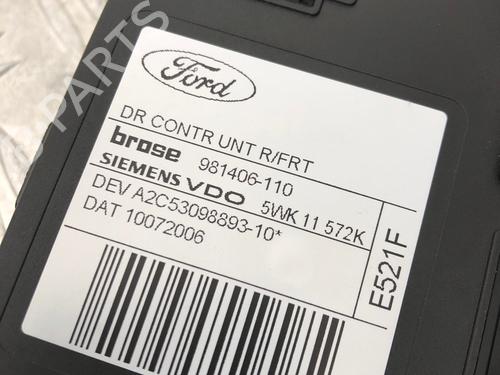 Ford
DR CONTR UNT R/FRT
brose 981406-110
SIEMENS VDO 5WK 11 572K
DEV A2C53098893-10*
DAT 10072006
E521F
B-PARTS